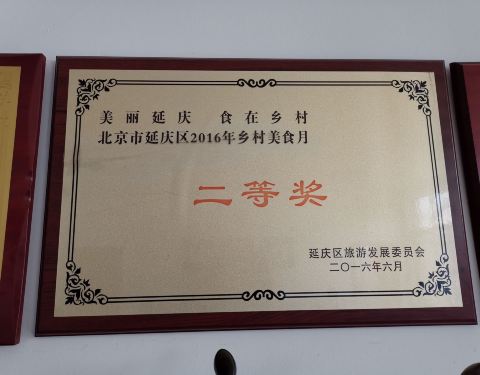 美丽延庆 食在乡村
北京市延庆区2016年乡村美食月
二等奖
延庆区旅游发展委员会
二〇一六年六月